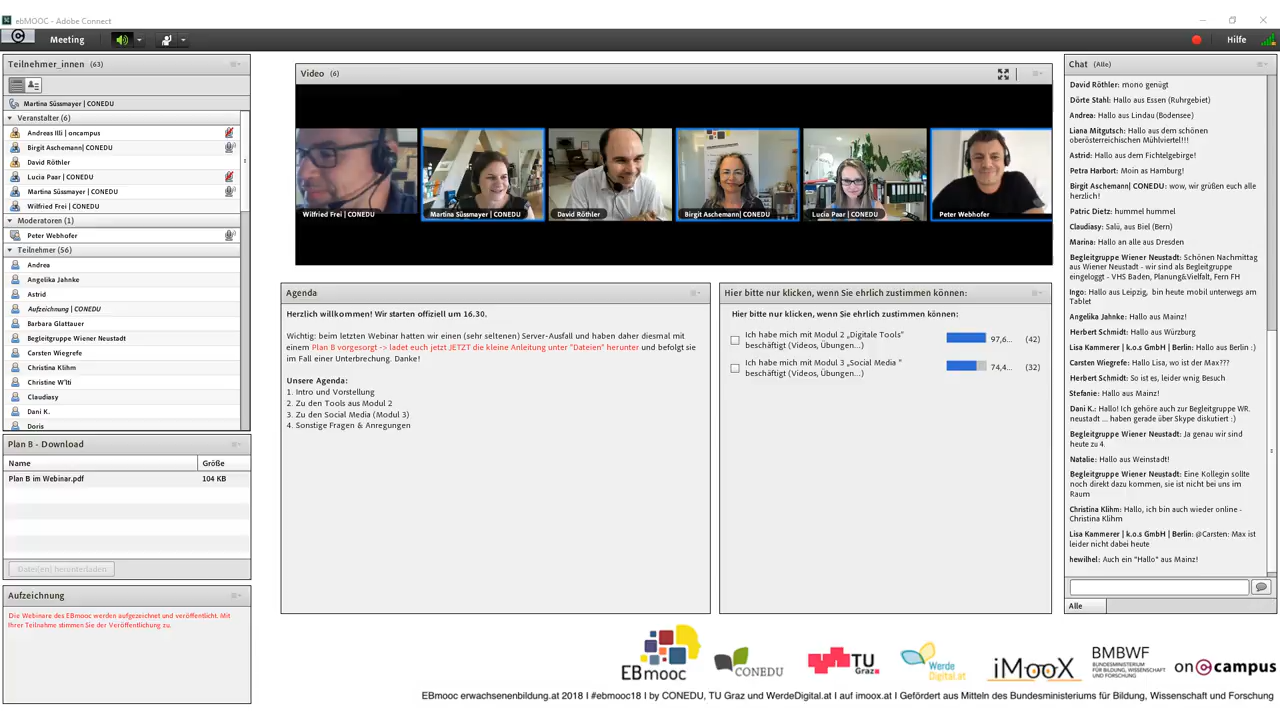 ebMOOC - Adobe Connect
Meeting
Hilfe
Teilnehmer_innen (63)
Martina Süssmayer | CONEDU
Veranstalter (6)
Andreas Illi | oncampus
Birgit Aschemann| CONEDU
David Röthler
Lucia Paar | CONEDU
Martina Süssmayer | CONEDU
Wilfried Frei | CONEDU
Moderatoren (1)
Peter Webhofer
Teilnehmer (56)
Andrea
Angelika Jahnke
Astrid
Aufzeichnung | CONEDU
Barbara Glattauer
Begleitgruppe Wiener Neustadt
Carsten Wiegrefe
Christina Klihm
Christine W'lti
Claudiasy
Dani K.
Doris
Plan B - Download
Name Größe
Plan B im Webinar.pdf 104 KB
Datei(en) herunterladen
Aufzeichnung
Die Webinare des EBmooc werden aufgezeichnet und veröffentlicht. Mit
Ihrer Teilnahme stimmen Sie der Veröffentlichung zu.
Video (6)
Wilfried Frei | CONEDU
Martina Süssmayer | CONEDU
David Röthler
Birgit Aschemann| CONEDU
Lucia Paar | CONEDU
Peter Webhofer
Agenda
Herzlich willkommen! Wir starten offiziell um 16.30.
Wichtig: beim letzten Webinar hatten wir einen (sehr seltenen) Server-Ausfall und haben daher diesmal mit
einem Plan B vorgesorgt -> ladet euch jetzt JETZT die kleine Anleitung unter "Dateien" herunter und befolgt sie
im Fall einer Unterbrechung. Danke!
Unsere Agenda:
1. Intro und Vorstellung
2. Zu den Tools aus Modul 2
3. Zu den Social Media (Modul 3)
4. Sonstige Fragen & Anregungen
Hier bitte nur klicken, wenn Sie ehrlich zustimmen können:
Hier bitte nur klicken, wenn Sie ehrlich zustimmen können:
Ich habe mich mit Modul 2 „Digitale Tools"
beschäftigt (Videos, Übungen...) 97,6... (42)
Ich habe mich mit Modul 3 „Social Media "
beschäftigt (Videos, Übungen...) 74,4... (32)
Chat (Alle)
David Röthler: mono genügt
Dörte Stahl: Hallo aus Essen (Ruhrgebiet)
Andrea: Hallo aus Lindau (Bodensee)
Liana Mitgutsch: Hallo aus dem schönen
oberösterreichischen Mühlviertel!!!
Astrid: Hallo aus dem Fichtelgebirge!
Petra Harbort: Moin as Hamburg!
Birgit Aschemann| CONEDU: wow, wir grüßen euch alle
herzlich!
Patric Dietz: hummel hummel
Claudiasy: Salü, aus Biel (Bern)
Marina: Hallo an alle aus Dresden
Begleitgruppe Wiener Neustadt: Schönen Nachmittag
aus Wiener Neustadt - wir sind als Begleitgruppe
eingeloggt - VHS Baden, Planung&Vielfalt, Fern FH
Ingo: Hallo aus Leipzig, bin heute mobil unterwegs am
Tablet
Angelika Jahnke: Hallo aus Mainz!
Herbert Schmidt: Hallo aus Würzburg
Lisa Kammerer | k.o.s GmbH | Berlin: Hallo aus Berlin :)
Carsten Wiegrefe: Hallo Lisa, wo ist der Max???
Herbert Schmidt: So ist es, leider wnig Besuch
Stefanie: Hallo aus Mainz!
Dani K.: Hallo! Ich gehöre auch zur Begleitgruppe WR.
neustadt ... haben gerade über Skype diskutiert :)
Begleitgruppe Wiener Neustadt: Ja genau wir sind
heute zu 4.
Natalie: Hallo aus Weinstadt!
Begleitgruppe Wiener Neustadt: Eine Kollegin sollte
noch direkt dazu kommen, sie ist nicht bei uns im
Raum
Christina Klihm: Hallo, ich bin auch wieder online -
Christina Klihm
Lisa Kammerer | k.o.s GmbH | Berlin: @Carsten: Max ist
leider nicht dabei heute
hewilhel: Auch ein "Hallo" aus Mainz!
Alle
EBmooc
CONEDU
TU Graz
Werde Digital.at
iMooX
BMBWF
BUNDESMINISTERIUM
FÜR BILDUNG, WISSENSCHAFT
UND FORSCHUNG
oncampus
EBmooc erwachsenenbildung.at 2018 I #ebmooc18 I by CONEDU, TU Graz und WerdeDigital.at I auf imoox.at I Gefördert aus Mitteln des Bundesministeriums für Bildung, Wissenschaft und Forschung